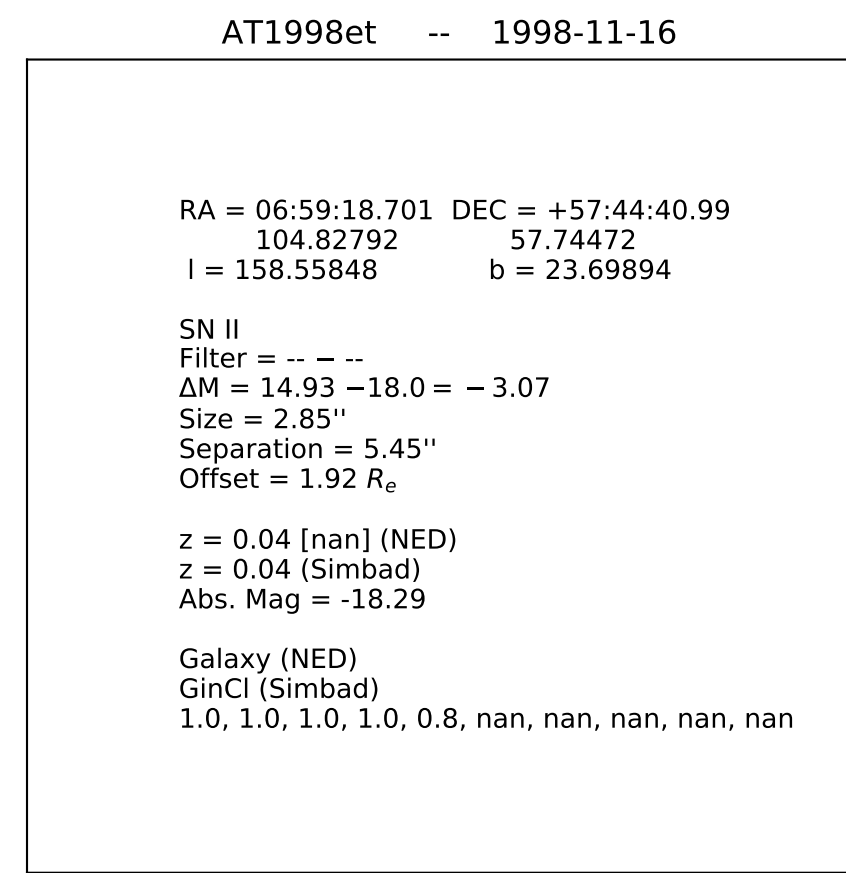 AT1998et -- 1998-11-16
RA = 06:59:18.701 DEC = +57:44:40.99
104.82792 57.74472
l = 158.55848 b = 23.69894
SN II
Filter = -- − --
ΔM = 14.93 −18.0 = − 3.07
Size = 2.85''
Separation = 5.45''
Offset = 1.92 Rₑ
z = 0.04 [nan] (NED)
z = 0.04 (Simbad)
Abs. Mag = -18.29
Galaxy (NED)
GinCl (Simbad)
1.0, 1.0, 1.0, 1.0, 0.8, nan, nan, nan, nan, nan